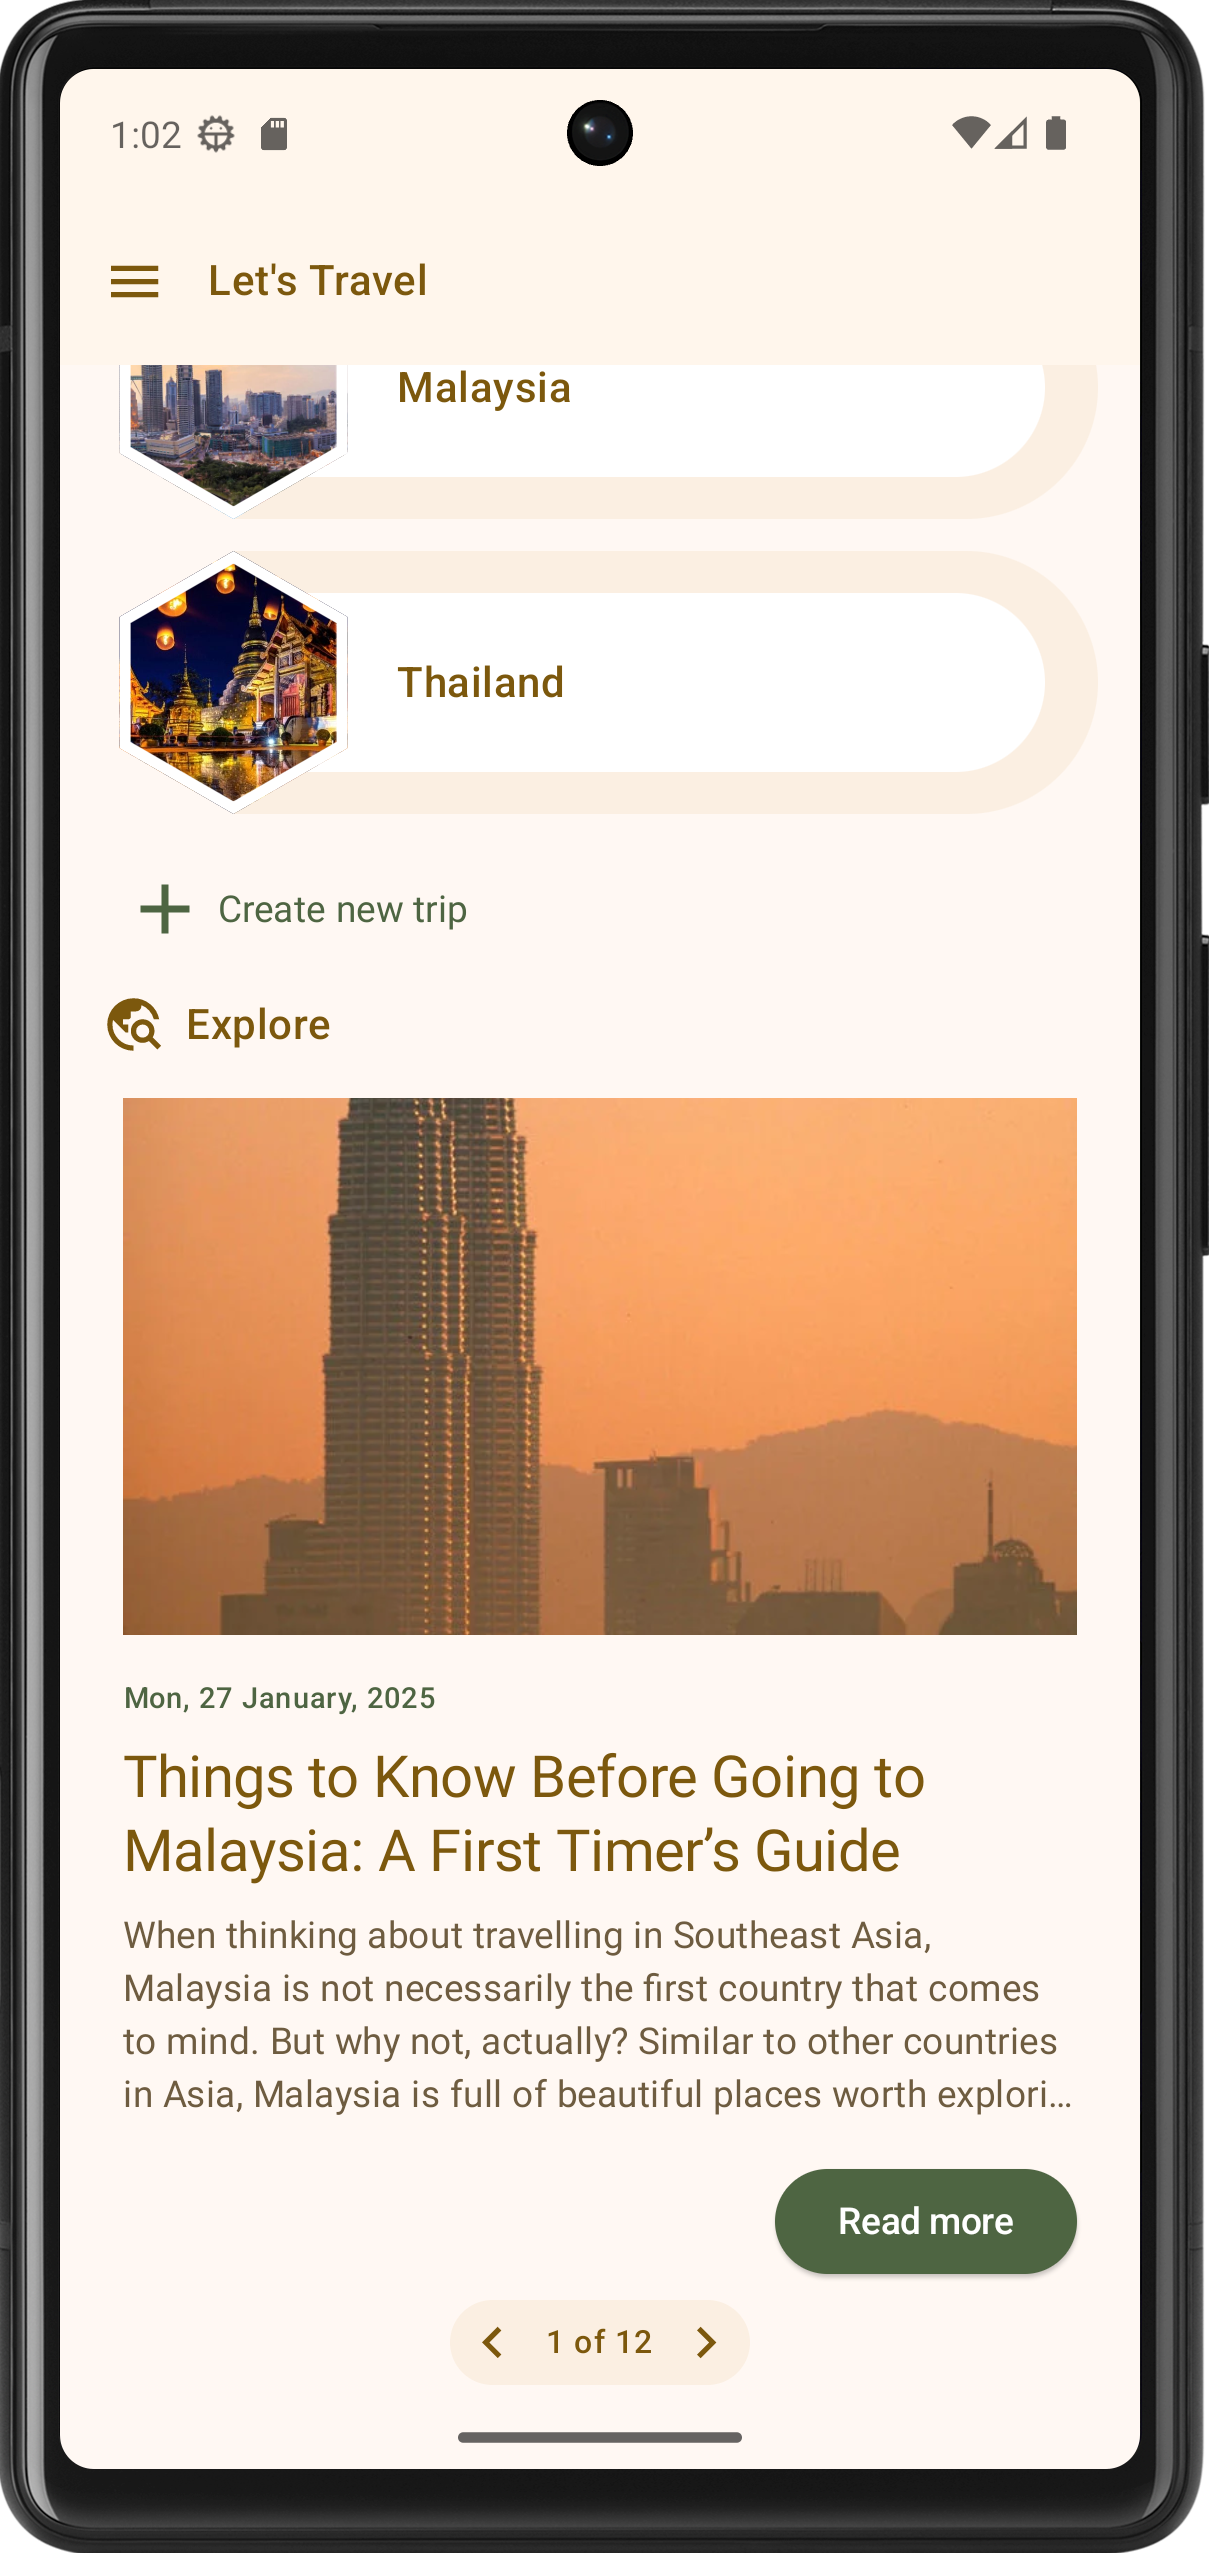 1:02
Let's Travel
Malaysia
Thailand
Create new trip
Explore
Mon, 27 January, 2025
Things to Know Before Going to
Malaysia: A First Timer’s Guide
When thinking about travelling in Southeast Asia,
Malaysia is not necessarily the first country that comes
to mind. But why not, actually? Similar to other countries
in Asia, Malaysia is full of beautiful places worth explori…
Read more
1 of 12